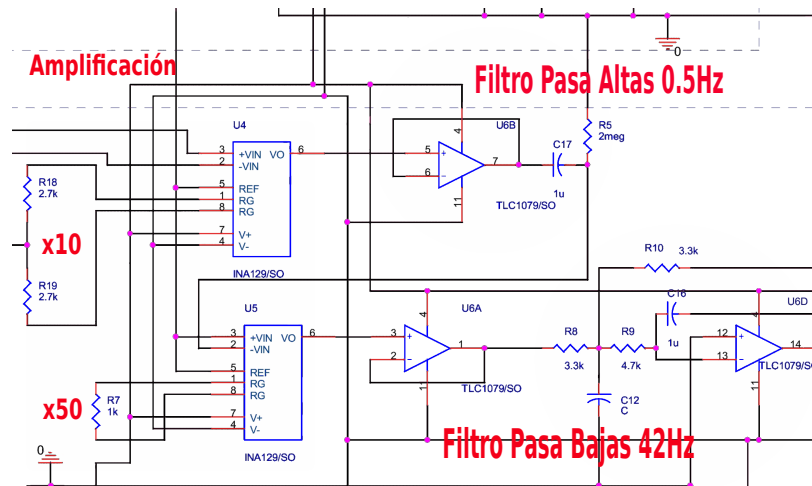 0
Amplificación
Filtro Pasa Altas 0.5Hz
U4
U6B
C17
R5
2meg
3
+VIN
VO
6
2
-VIN
4
5
+
7
6
-
11
1u
TLC1079/SO
5
REF
1
RG
8
RG
7
V+
4
V-
INA129/SO
R18
2.7k
x10
R19
2.7k
R10
3.3k
U5
3
+VIN
VO
6
2
-VIN
5
REF
1
RG
8
RG
7
V+
4
V-
INA129/SO
R7
1k
x50
U6A
4
3
+
1
2
-
11
TLC1079/SO
R8
3.3k
R9
4.7k
C16
1u
C12
C
U6D
4
12
+
14
13
-
11
TLC1079/SO
Filtro Pasa Bajas 42Hz
0